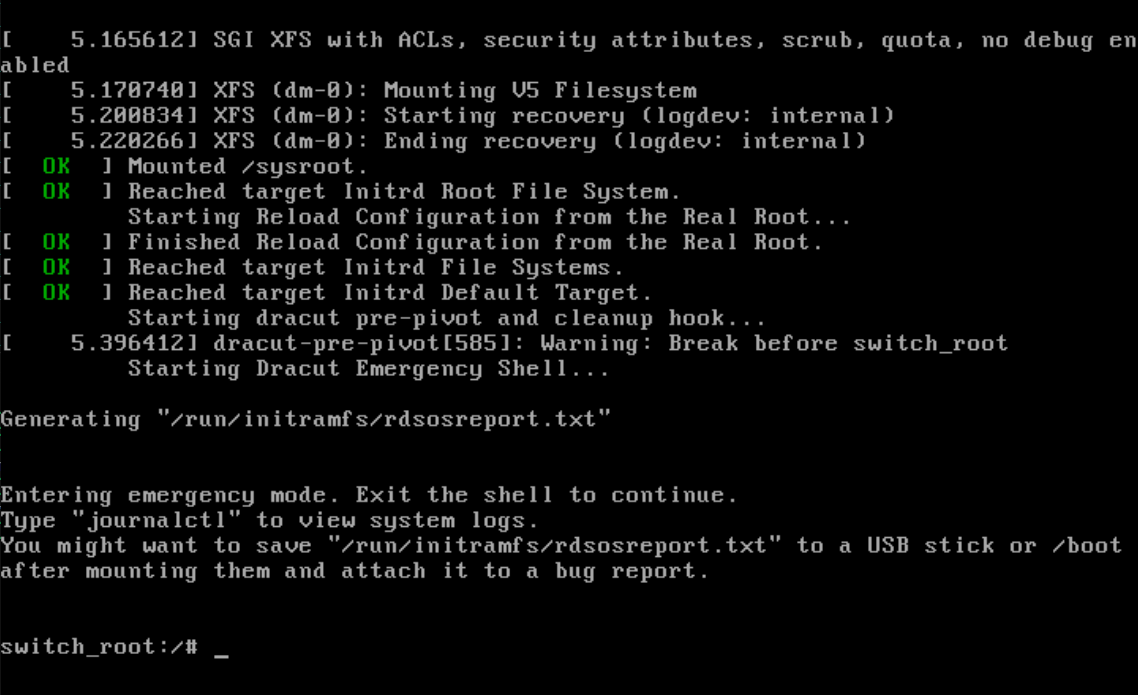 [    5.165612] SGI XFS with ACLs, security attributes, scrub, quota, no debug en
abled
[    5.170740] XFS (dm-0): Mounting V5 Filesystem
[    5.200834] XFS (dm-0): Starting recovery (logdev: internal)
[    5.220266] XFS (dm-0): Ending recovery (logdev: internal)
[  OK  ] Mounted /sysroot.
[  OK  ] Reached target Initrd Root File System.
         Starting Reload Configuration from the Real Root...
[  OK  ] Finished Reload Configuration from the Real Root.
[  OK  ] Reached target Initrd File Systems.
[  OK  ] Reached target Initrd Default Target.
         Starting dracut pre-pivot and cleanup hook...
[    5.396412] dracut-pre-pivot[585]: Warning: Break before switch_root
         Starting Dracut Emergency Shell...
Generating "/run/initramfs/rdsosreport.txt"
Entering emergency mode. Exit the shell to continue.
Type "journalctl" to view system logs.
You might want to save "/run/initramfs/rdsosreport.txt" to a USB stick or /boot
after mounting them and attach it to a bug report.
switch_root:/# _